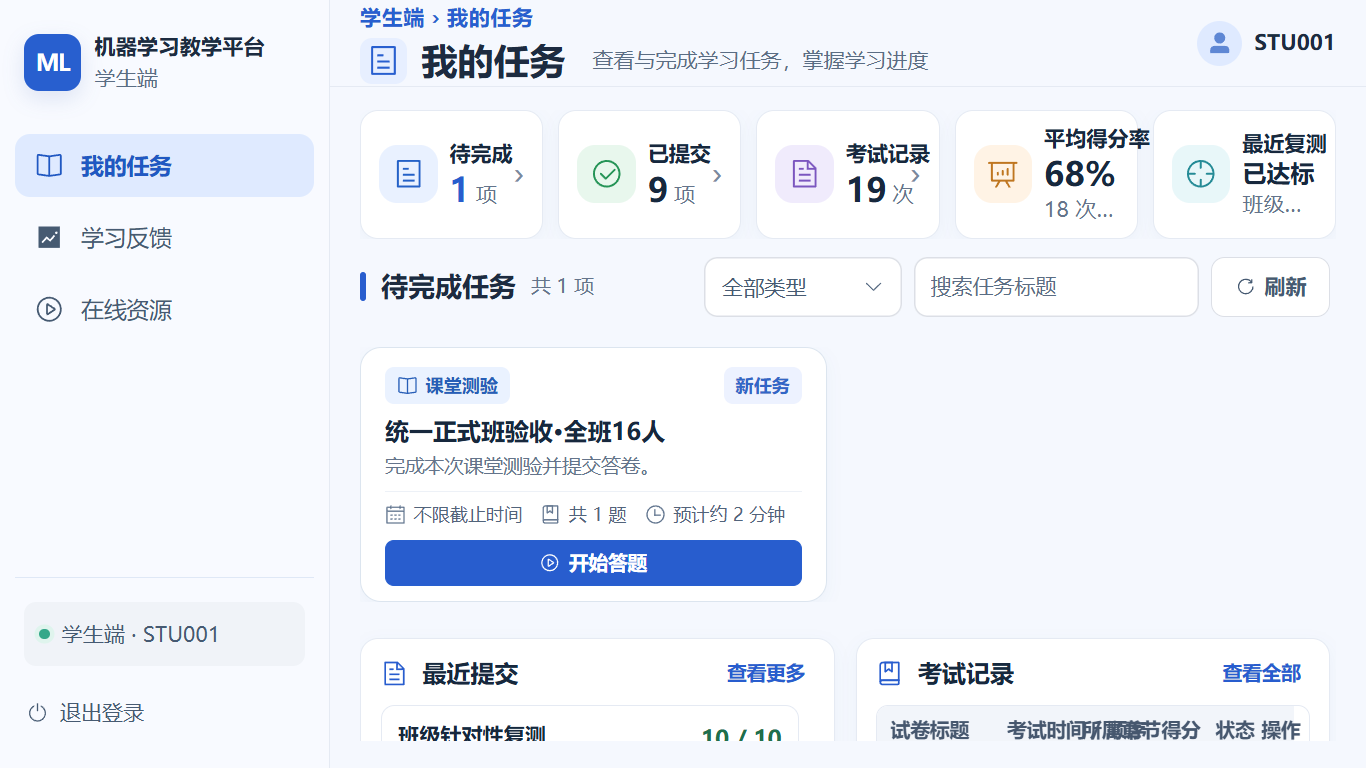 ML
机器学习教学平台
学生端
我的任务
学习反馈
在线资源
学生端 · STU001
退出登录
学生端 › 我的任务
我的任务
查看与完成学习任务，掌握学习进度
STU001
待完成
1 项
已提交
9 项
考试记录
19 次
平均得分率
68%
18 次...
最近复测
已达标
班级...
待完成任务 共 1 项
全部类型
搜索任务标题
刷新
课堂测验
新任务
统一正式班验收·全班16人
完成本次课堂测验并提交答卷。
不限截止时间 共 1 题 预计约 2 分钟
开始答题
最近提交
查看更多
班级针对性复测
10 / 10
考试记录
查看全部
试卷标题 考试时间 得分 状态 操作